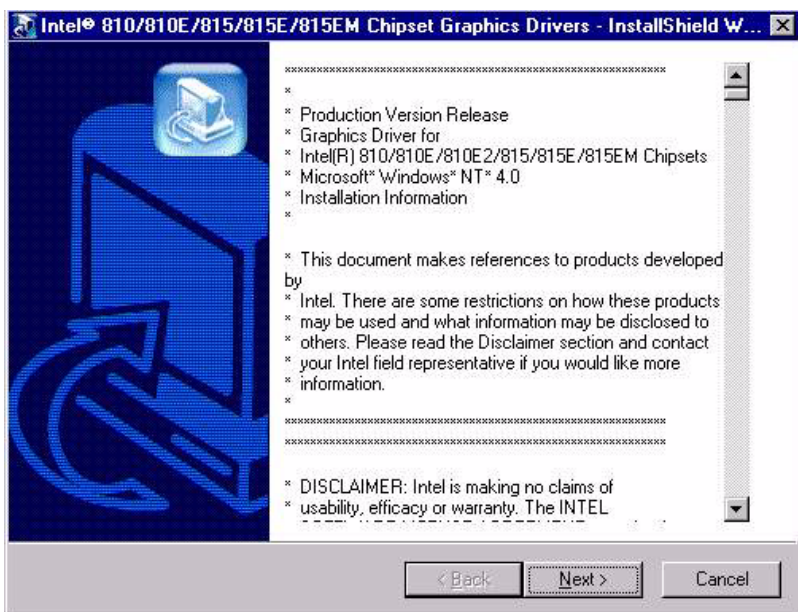 Intel® 810/810E/815/815E/815EM Chipset Graphics Drivers - InstallShield W...
*******************************************************
*
* Production Version Release
* Graphics Driver for
* Intel(R) 810/810E/810E2/815/815E/815EM Chipsets
* Microsoft* Windows* NT* 4.0
* Installation Information
*
* This document makes references to products developed
by
* Intel. There are some restrictions on how these products
* may be used and what information may be disclosed to
* others. Please read the Disclaimer section and contact
* your Intel field representative if you would like more
* information.
*
*******************************************************
*******************************************************
* DISCLAIMER: Intel is making no claims of
* usability, efficacy or warranty. The INTEL
< Back Next > Cancel